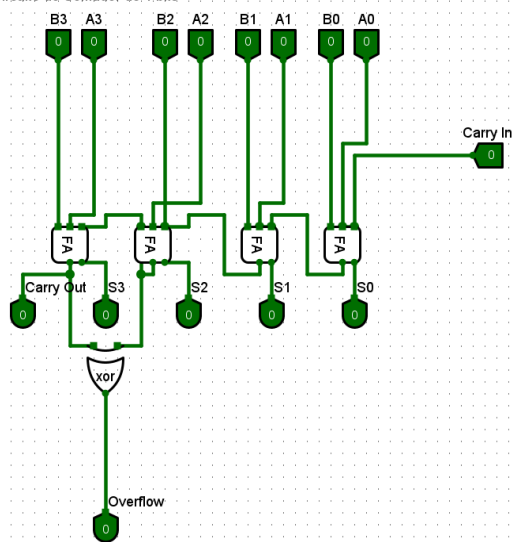 B3 A3 B2 A2 B1 A1 B0 A0
0 0 0 0 0 0 0 0
Carry In
0
FA FA FA FA
Carry Out S3 S2 S1 S0
0 0 0 0 0
xor
Overflow
0